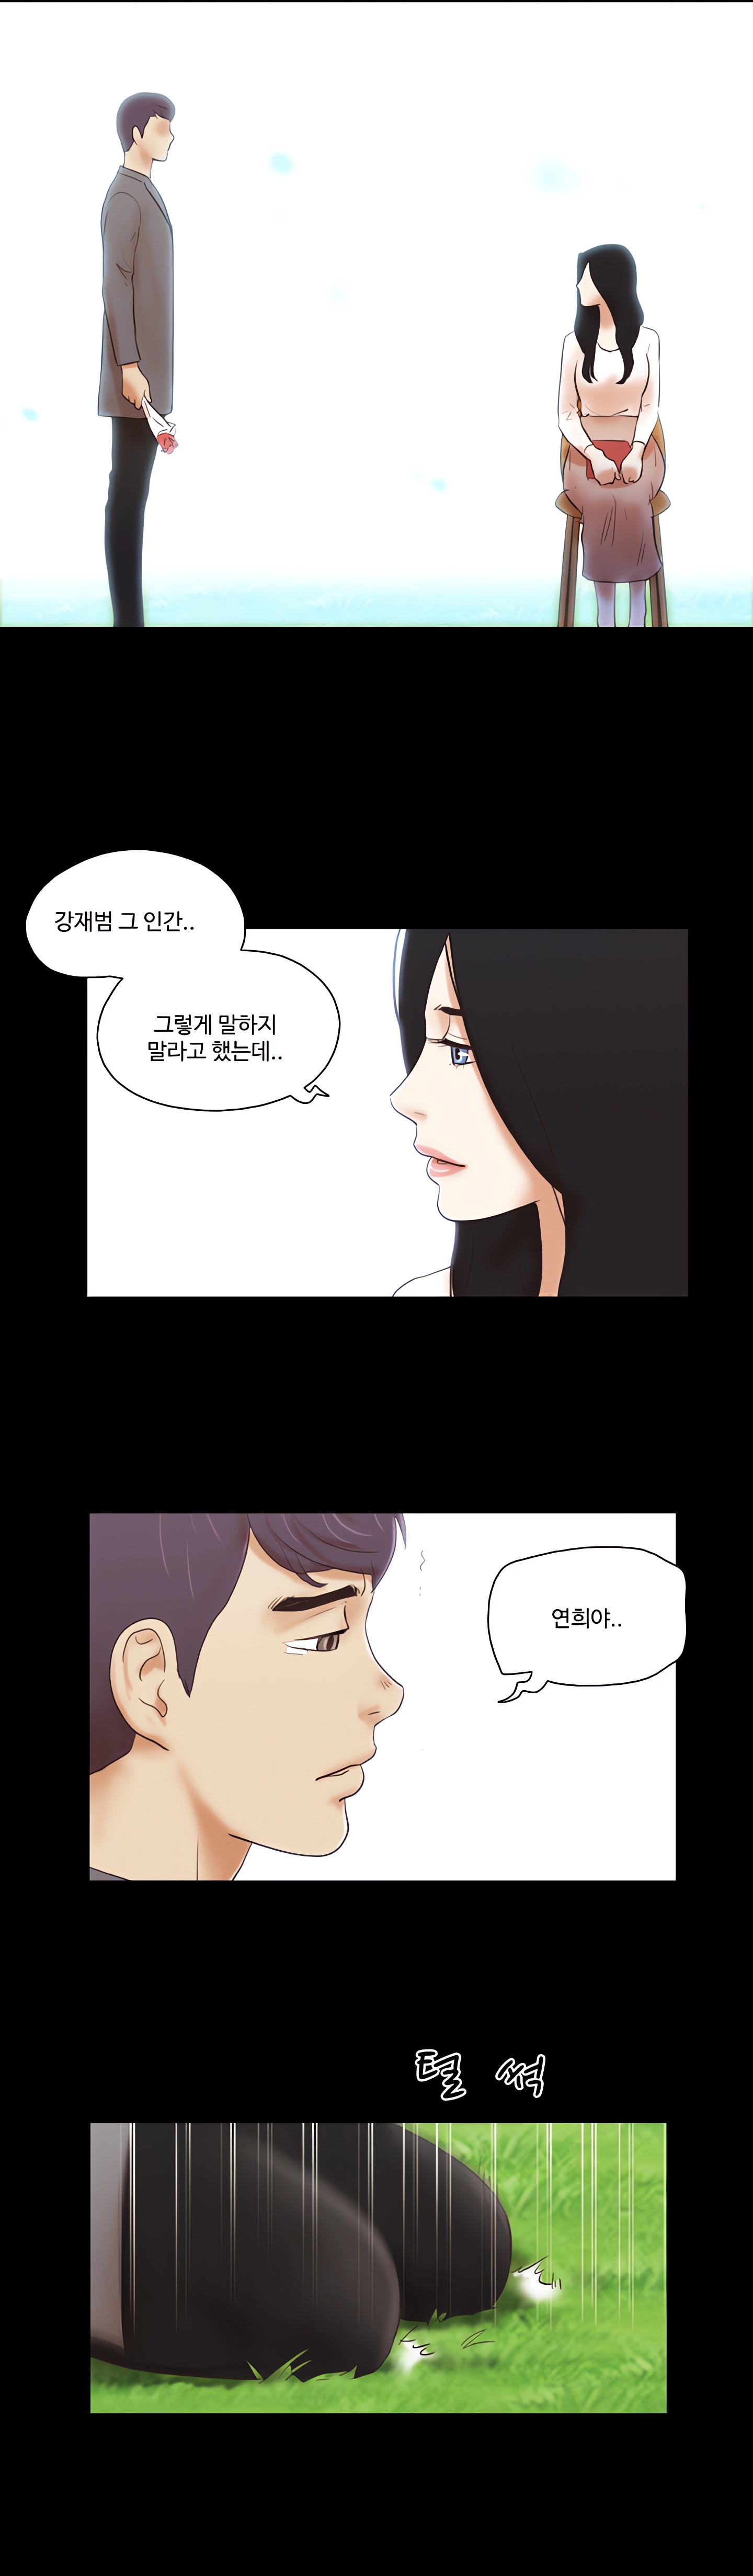 강재범 그 인간..
그렇게 말하지
말라고 했는데..
연희야..
털 썩